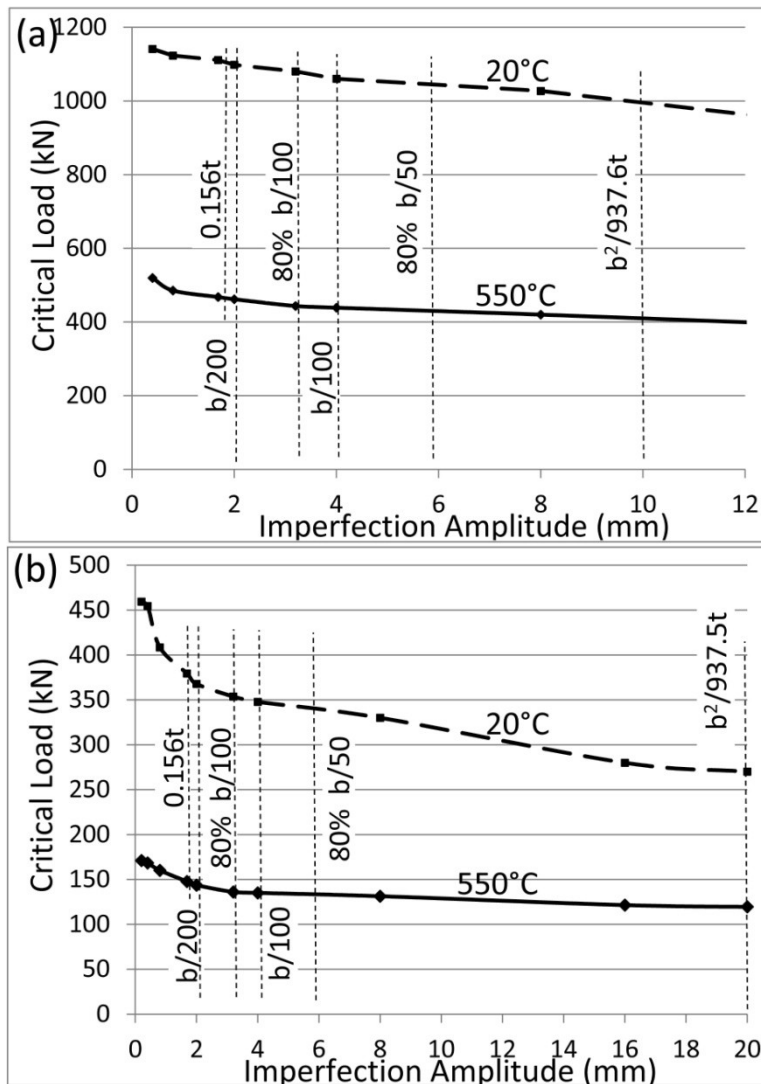 (a)
1200
1000
800
600
400
200
0
Critical Load (kN)
20°C
550°C
0.156t
b/200
80% b/100
b/100
80% b/50
b²/937.6t
0 2 4 6 8 10 12
Imperfection Amplitude (mm)
(b)
500
450
400
350
300
250
200
150
100
50
0
Critical Load (kN)
20°C
550°C
0.156t
b/200
80% b/100
b/100
80% b/50
b²/937.5t
0 2 4 6 8 10 12 14 16 18 20
Imperfection Amplitude (mm)